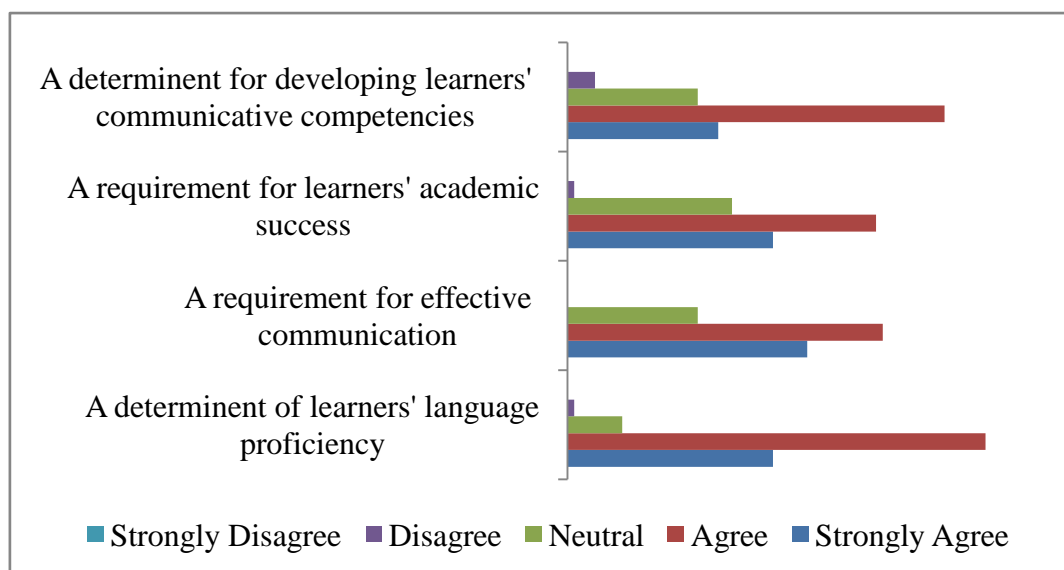 A determinent for developing learners'
communicative competencies
A requirement for learners' academic
success
A requirement for effective
communication
A determinent of learners' language
proficiency
Strongly Disagree Disagree Neutral Agree Strongly Agree